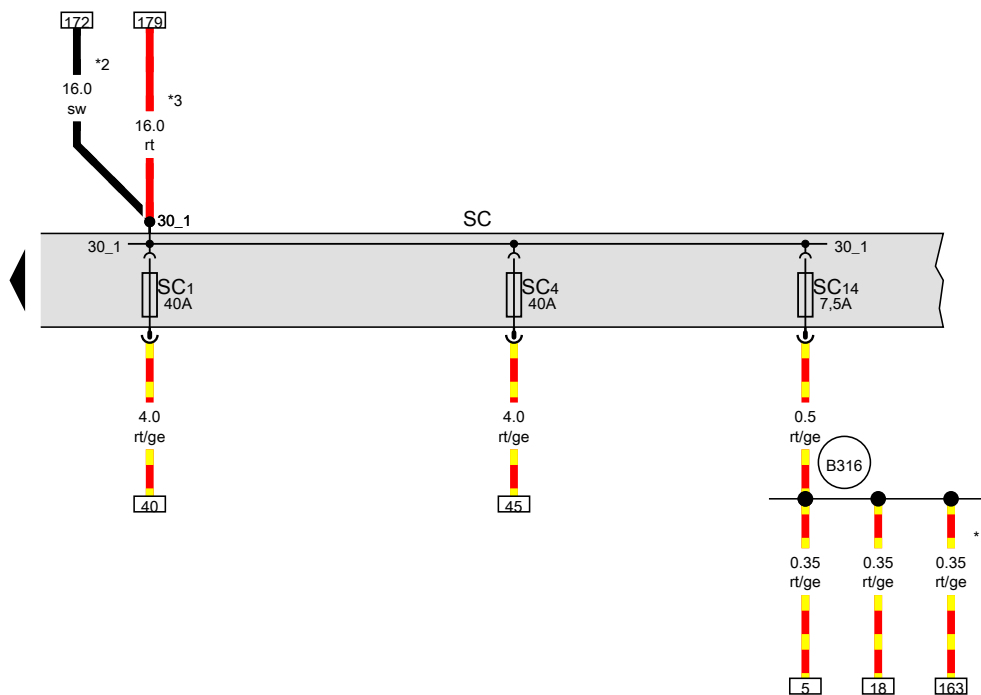 172 179
*2
16.0
sw
*3
16.0
rt
30_1
SC
30_1 30_1
SC1 SC4 SC14
40A 40A 7,5A
4.0 4.0 0.5
rt/ge rt/ge rt/ge
B316
40 45
*
0.35 0.35 0.35
rt/ge rt/ge rt/ge
5 18 163